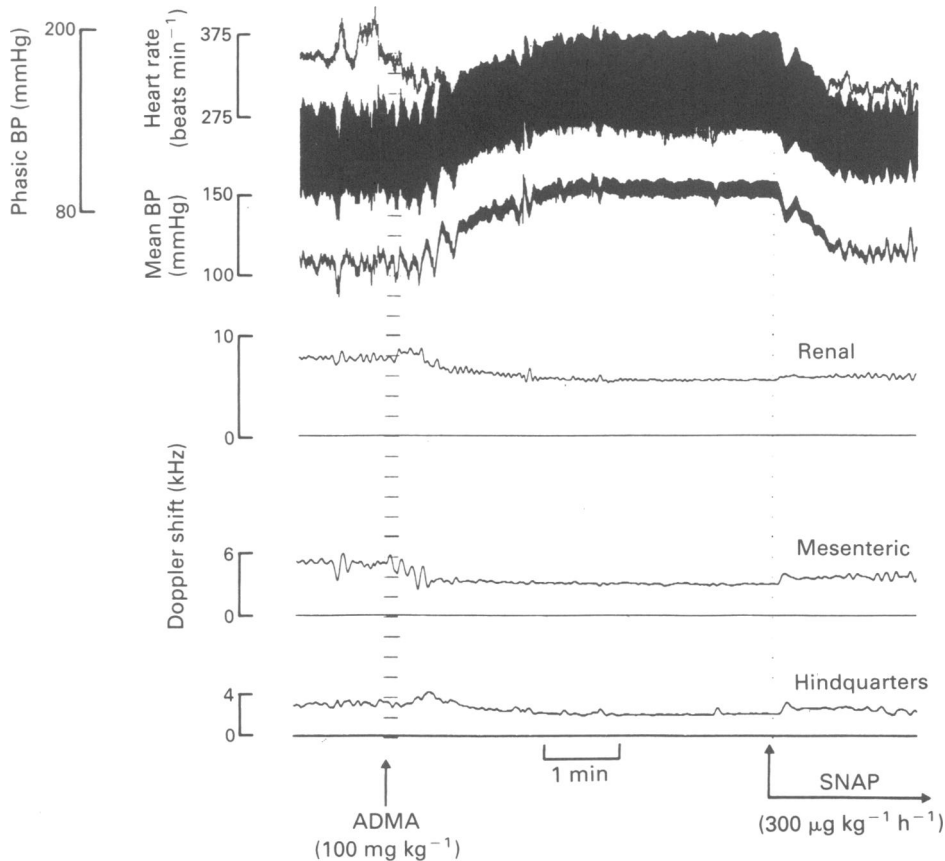 Phasic BP (mmHg)
200
80
Heart rate
(beats min⁻¹)
375
275
Mean BP
(mmHg)
150
100
Doppler shift (kHz)
10
0
Renal
6
0
Mesenteric
4
0
Hindquarters
1 min
ADMA
(100 mg kg⁻¹)
SNAP
(300 µg kg⁻¹ h⁻¹)